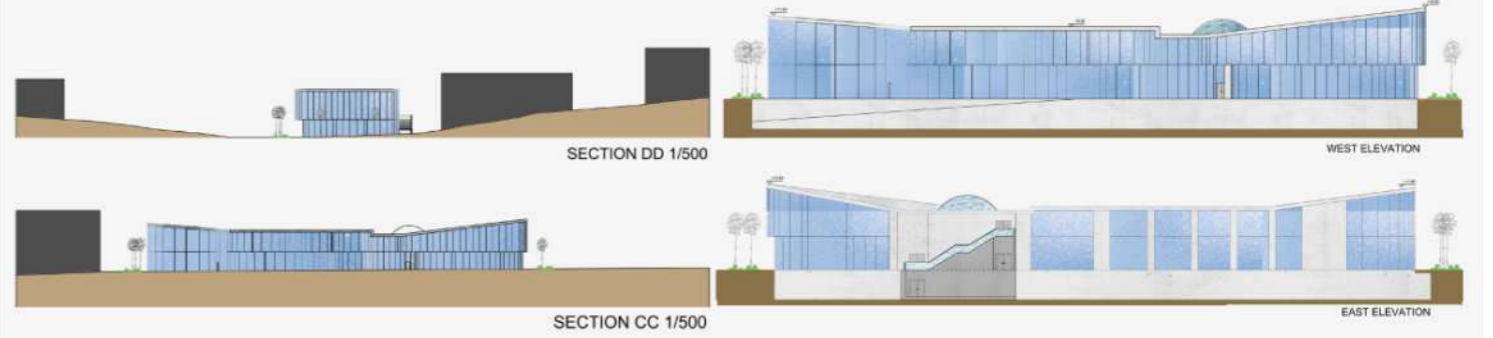 SECTION DD 1/500
WEST ELEVATION
SECTION CC 1/500
EAST ELEVATION